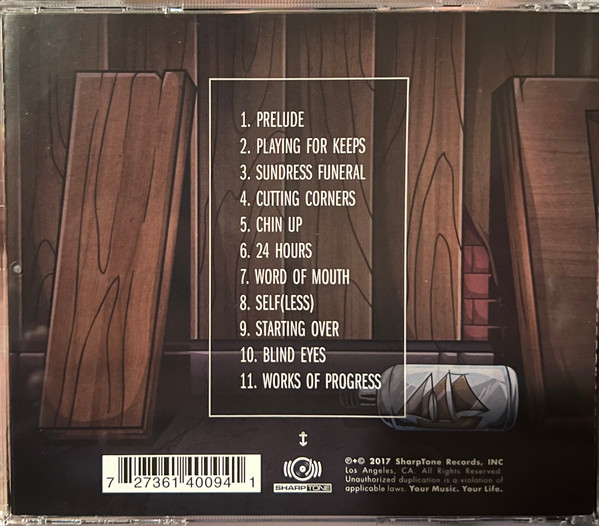 1. PRELUDE
2. PLAYING FOR KEEPS
3. SUNDRESS FUNERAL
4. CUTTING CORNERS
5. CHIN UP
6. 24 HOURS
7. WORD OF MOUTH
8. SELF(LESS)
9. STARTING OVER
10. BLIND EYES
11. WORKS OF PROGRESS
7 27361 40094 1
SHARPTONE
℗+© 2017 SharpTone Records, INC
Los Angeles, CA. All Rights Reserved.
Unauthorized duplication is a violation of
applicable laws. Your Music. Your Life.